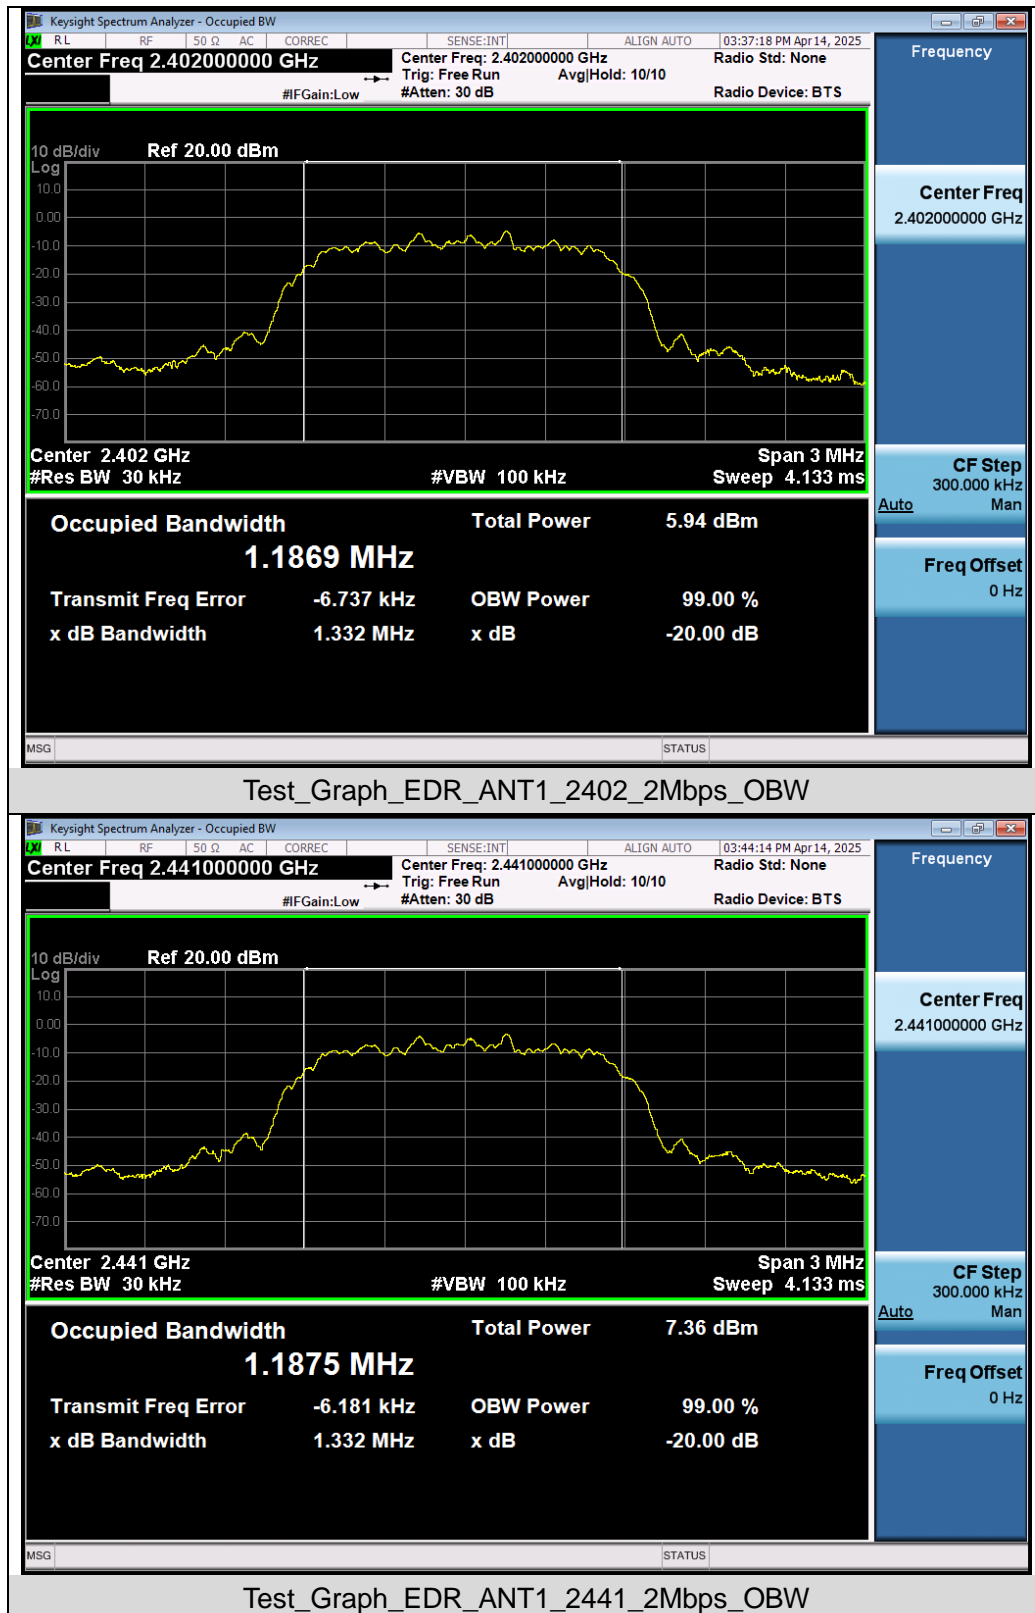 Keysight Spectrum Analyzer - Occupied BW
LXI RL RF 50 Ω AC CORREC SENSE:INT ALIGN AUTO 03:37:18 PM Apr 14, 2025
Center Freq 2.402000000 GHz
Center Freq: 2.402000000 GHz Radio Std: None
Trig: Free Run Avg|Hold: 10/10
#IFGain:Low #Atten: 30 dB Radio Device: BTS
Frequency
10 dB/div Ref 20.00 dBm
Log
10.0
0.00
-10.0
-20.0
-30.0
-40.0
-50.0
-60.0
-70.0
Center 2.402 GHz Span 3 MHz
#Res BW 30 kHz #VBW 100 kHz Sweep 4.133 ms
Center Freq
2.402000000 GHz
CF Step
300.000 kHz
Auto Man
Freq Offset
0 Hz
Occupied Bandwidth Total Power 5.94 dBm
1.1869 MHz
Transmit Freq Error -6.737 kHz OBW Power 99.00 %
x dB Bandwidth 1.332 MHz x dB -20.00 dB
MSG STATUS
Test_Graph_EDR_ANT1_2402_2Mbps_OBW
Keysight Spectrum Analyzer - Occupied BW
LXI RL RF 50 Ω AC CORREC SENSE:INT ALIGN AUTO 03:44:14 PM Apr 14, 2025
Center Freq 2.441000000 GHz
Center Freq: 2.441000000 GHz Radio Std: None
Trig: Free Run Avg|Hold: 10/10
#IFGain:Low #Atten: 30 dB Radio Device: BTS
Frequency
10 dB/div Ref 20.00 dBm
Log
10.0
0.00
-10.0
-20.0
-30.0
-40.0
-50.0
-60.0
-70.0
Center 2.441 GHz Span 3 MHz
#Res BW 30 kHz #VBW 100 kHz Sweep 4.133 ms
Center Freq
2.441000000 GHz
CF Step
300.000 kHz
Auto Man
Freq Offset
0 Hz
Occupied Bandwidth Total Power 7.36 dBm
1.1875 MHz
Transmit Freq Error -6.181 kHz OBW Power 99.00 %
x dB Bandwidth 1.332 MHz x dB -20.00 dB
MSG STATUS
Test_Graph_EDR_ANT1_2441_2Mbps_OBW